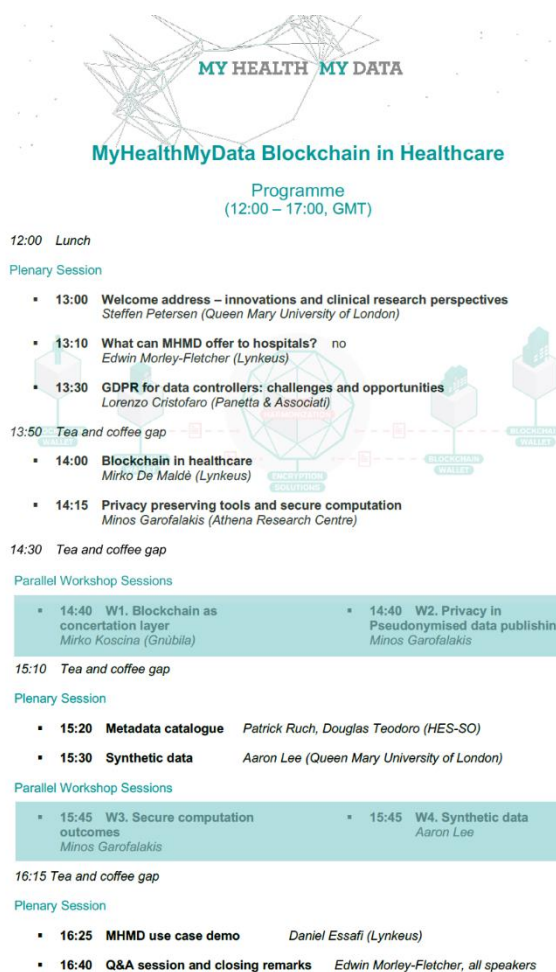 MY HEALTH MY DATA
MyHealthMyData Blockchain in Healthcare
Programme
(12:00 – 17:00, GMT)
12:00 Lunch
Plenary Session
▪ 13:00 Welcome address – innovations and clinical research perspectives
Steffen Petersen (Queen Mary University of London)
▪ 13:10 What can MHMD offer to hospitals? no
Edwin Morley-Fletcher (Lynkeus)
▪ 13:30 GDPR for data controllers: challenges and opportunities
Lorenzo Cristofaro (Panetta & Associati)
13:50 Tea and coffee gap
WALLET
BLOCKCHAIN
WALLET
BLOCKCHAIN
WALLET
ENCRYPTION
SOLUTIONS
▪ 14:00 Blockchain in healthcare
Mirko De Maldè (Lynkeus)
▪ 14:15 Privacy preserving tools and secure computation
Minos Garofalakis (Athena Research Centre)
14:30 Tea and coffee gap
Parallel Workshop Sessions
▪ 14:40 W1. Blockchain as
concertation layer
Mirko Koscina (Gnúbila)
▪ 14:40 W2. Privacy in
Pseudonymised data publishin
Minos Garofalakis
15:10 Tea and coffee gap
Plenary Session
▪ 15:20 Metadata catalogue Patrick Ruch, Douglas Teodoro (HES-SO)
▪ 15:30 Synthetic data Aaron Lee (Queen Mary University of London)
Parallel Workshop Sessions
▪ 15:45 W3. Secure computation
outcomes
Minos Garofalakis
▪ 15:45 W4. Synthetic data
Aaron Lee
16:15 Tea and coffee gap
Plenary Session
▪ 16:25 MHMD use case demo Daniel Essafi (Lynkeus)
▪ 16:40 Q&A session and closing remarks Edwin Morley-Fletcher, all speakers